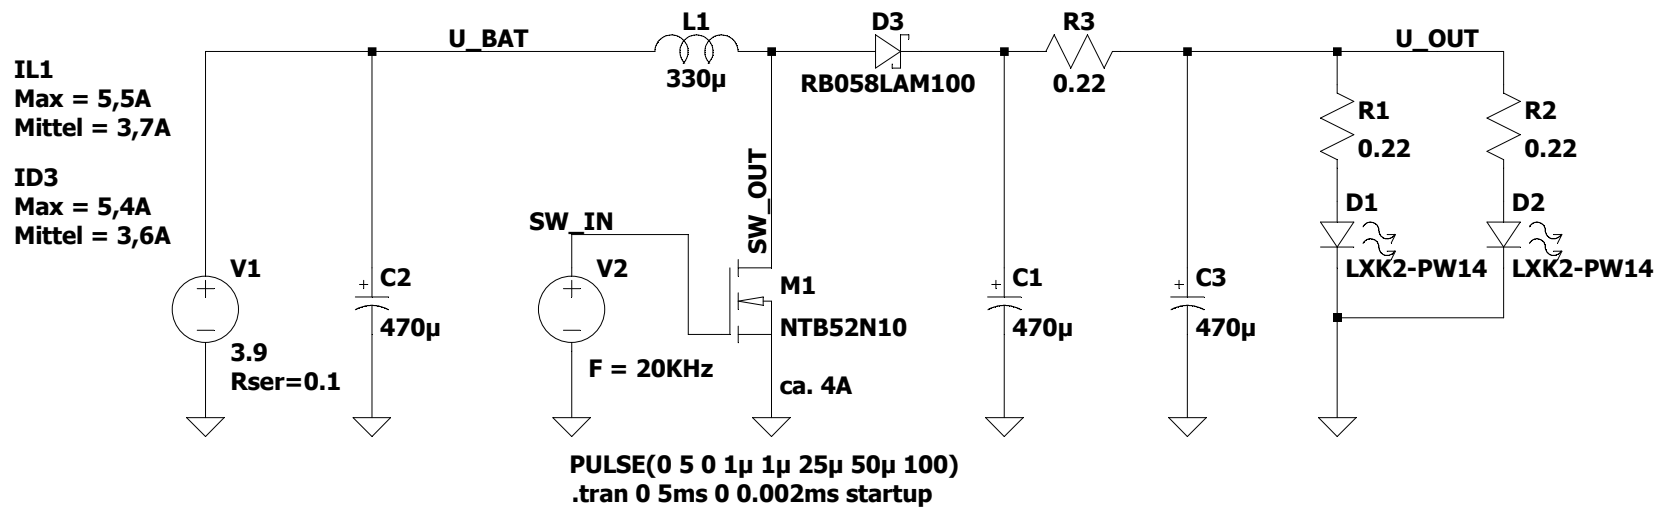 U_BAT
L1
330µ
D3
RB058LAM100
R3
0.22
U_OUT
IL1
Max = 5,5A
Mittel = 3,7A
ID3
Max = 5,4A
Mittel = 3,6A
R1
0.22
R2
0.22
SW_OUT
SW_IN
D1
LXK2-PW14
D2
LXK2-PW14
V1
3.9
Rser=0.1
C2
470µ
V2
F = 20KHz
M1
NTB52N10
ca. 4A
C1
470µ
C3
470µ
PULSE(0 5 0 1µ 1µ 25µ 50µ 100)
.tran 0 5ms 0 0.002ms startup